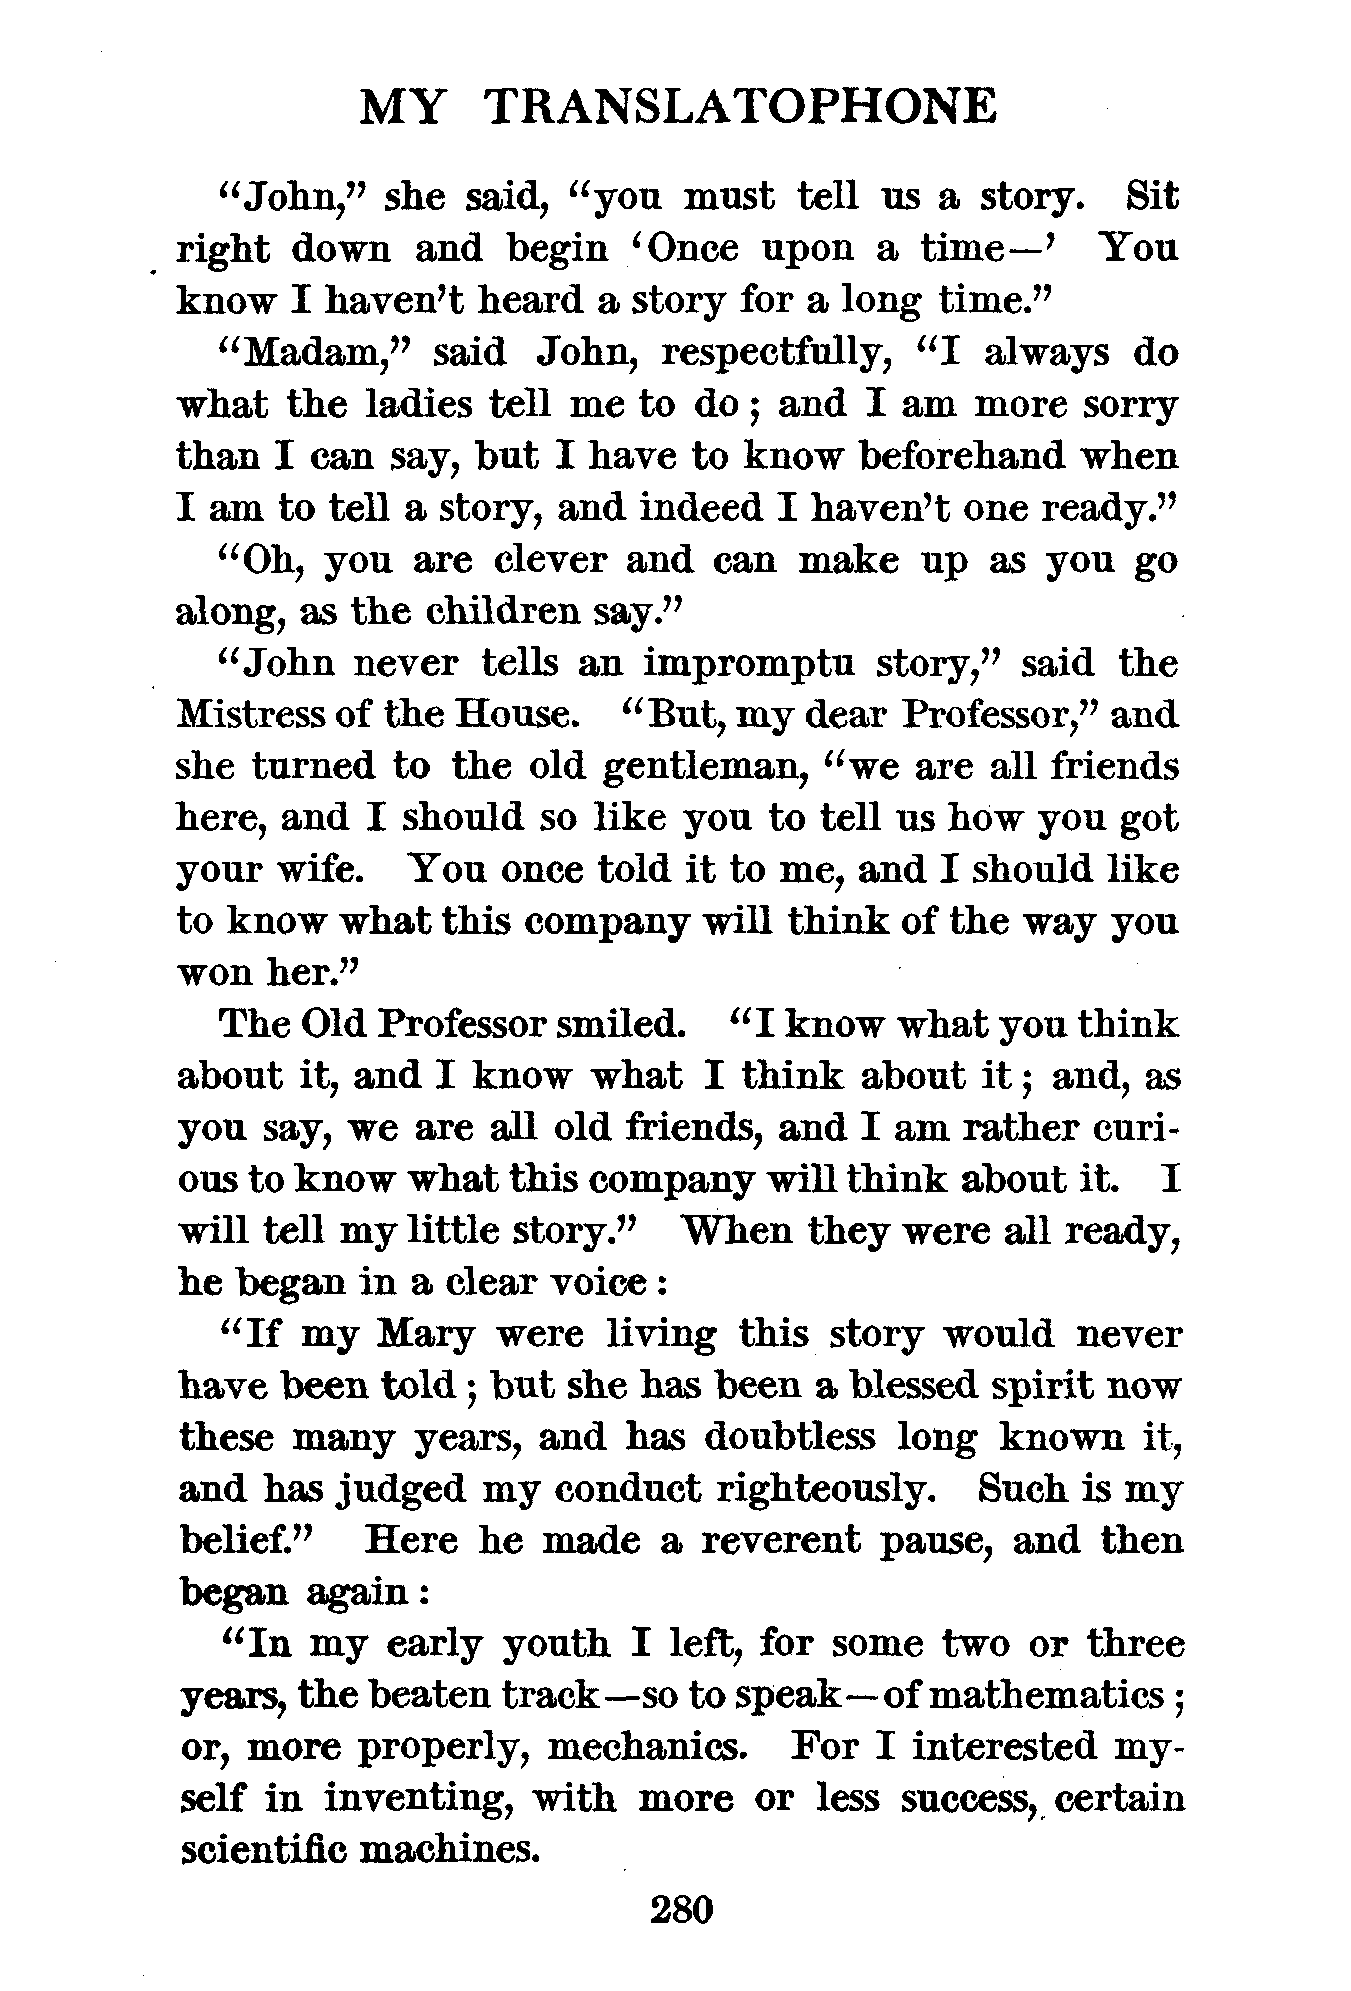 MY TRANSLATOPHONE
"John," she said, "you must tell us a story. Sit
right down and begin 'Once upon a time—' You
know I haven't heard a story for a long time."
"Madam," said John, respectfully, "I always do
what the ladies tell me to do; and I am more sorry
than I can say, but I have to know beforehand when
I am to tell a story, and indeed I haven't one ready."
"Oh, you are clever and can make up as you go
along, as the children say."
"John never tells an impromptu story," said the
Mistress of the House. "But, my dear Professor," and
she turned to the old gentleman, "we are all friends
here, and I should so like you to tell us how you got
your wife. You once told it to me, and I should like
to know what this company will think of the way you
won her."
The Old Professor smiled. "I know what you think
about it, and I know what I think about it; and, as
you say, we are all old friends, and I am rather curi-
ous to know what this company will think about it. I
will tell my little story." When they were all ready,
he began in a clear voice:
"If my Mary were living this story would never
have been told; but she has been a blessed spirit now
these many years, and has doubtless long known it,
and has judged my conduct righteously. Such is my
belief." Here he made a reverent pause, and then
began again:
"In my early youth I left, for some two or three
years, the beaten track—so to speak—of mathematics;
or, more properly, mechanics. For I interested my-
self in inventing, with more or less success, certain
scientific machines.
280